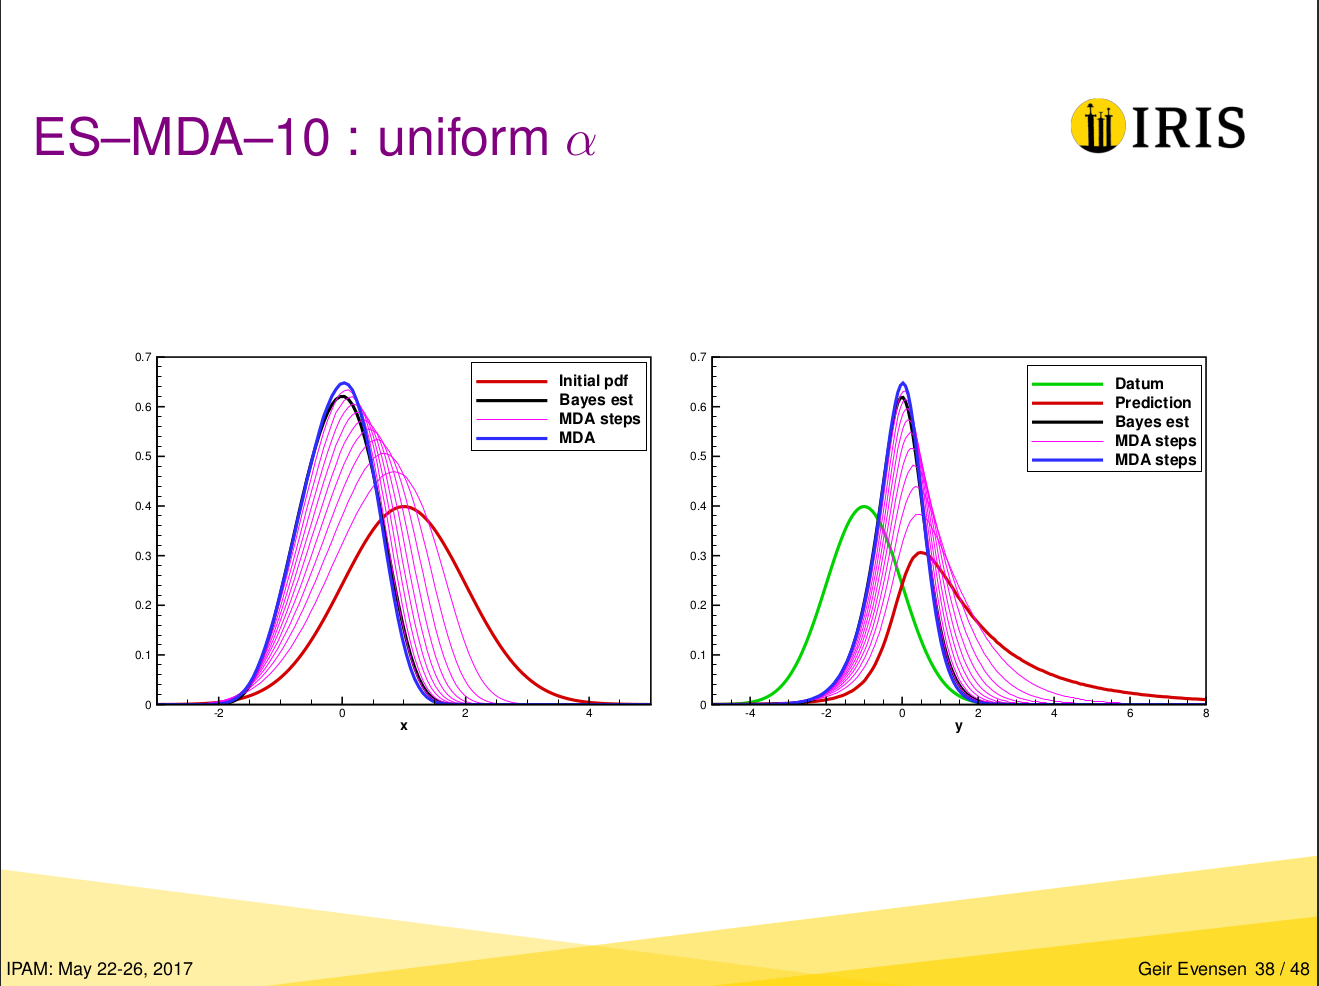 ES–MDA–10 : uniform α
IRIS
0.7
0.6
0.5
0.4
0.3
0.2
0.1
0
-2
0
2
4
x
Initial pdf
Bayes est
MDA steps
MDA
0.7
0.6
0.5
0.4
0.3
0.2
0.1
0
-4
-2
0
2
4
6
8
y
Datum
Prediction
Bayes est
MDA steps
MDA steps
IPAM: May 22-26, 2017
Geir Evensen 38 / 48